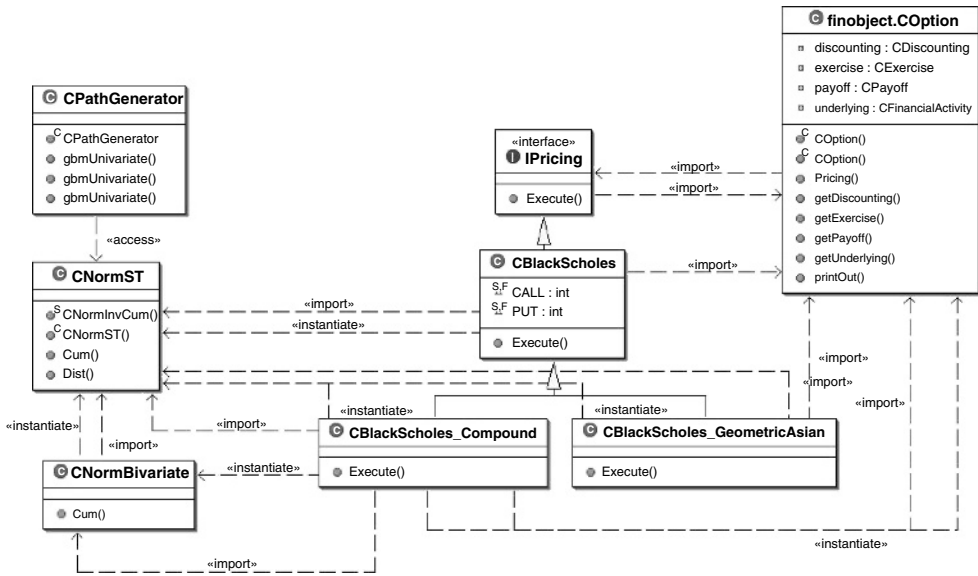 finobject.COption
discounting : CDiscounting
exercise : CExercise
payoff : CPayoff
underlying : CFinancialActivity
COption()
COption()
Pricing()
getDiscounting()
getExercise()
getPayoff()
getUnderlying()
printOut()
CPathGenerator
CPathGenerator
gbmUnivariate()
gbmUnivariate()
gbmUnivariate()
«interface»
IPricing
Execute()
«import»
«import»
«access»
CNormST
CNormInvCum()
CNormST()
Cum()
Dist()
CBlackScholes
S,F CALL : int
S,F PUT : int
Execute()
«import»
«import»
«instantiate»
«import»
«import»
«instantiate»
«import»
«instantiate»
«instantiate»
CBlackScholes_Compound
Execute()
CBlackScholes_GeometricAsian
Execute()
CNormBivariate
Cum()
«import»
«instantiate»
«instantiate»
«import»